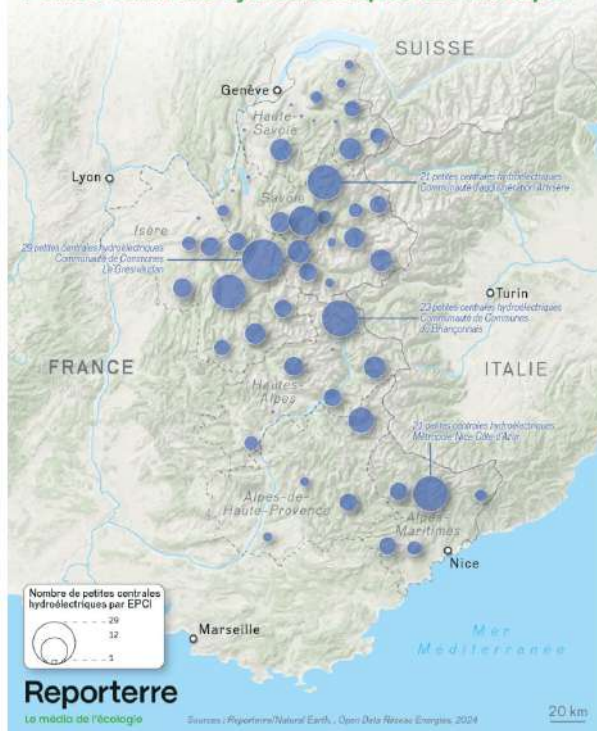 SUISSE
Genève
Haute-
Savoie
Lyon
21 petites centrales hydroélectriques
Communauté d'agglomération Arlysère
Savoie
Isère
29 petites centrales hydroélectriques
Communauté de Communes
Le Grésivaudan
Turin
23 petites centrales hydroélectriques
Communauté de Communes
du Briançonnais
FRANCE
ITALIE
Hautes-
Alpes
21 petites centrales hydroélectriques
Métropole Nice Côte d'Azur
Alpes-de-
Haute-Provence
Alpes-
Maritimes
Nice
Nombre de petites centrales
hydroélectriques par EPCI
29
12
1
Marseille
Mer
Méditerranée
Reporterre
Le média de l'écologie
Sources : Reporterre/Natural Earth, , Open Data Réseau Energies, 2024
20 km